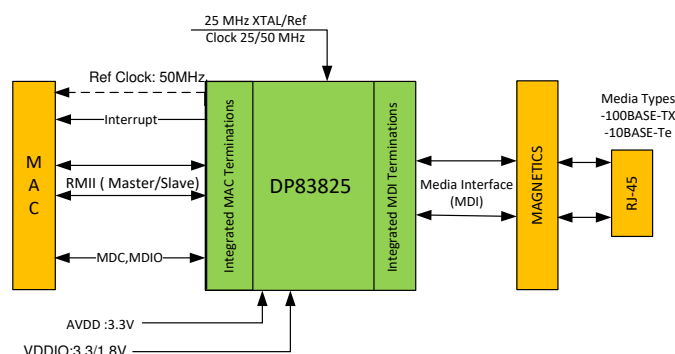 25 MHz XTAL/Ref
Clock 25/50 MHz
Ref Clock: 50MHz
Interrupt
MAC
RMII ( Master/Slave)
MDC,MDIO
Integrated MAC Terminations
DP83825
Integrated MDI Terminations
Media Interface
(MDI)
MAGNETICS
Media Types
-100BASE-TX
-10BASE-Te
RJ-45
AVDD :3.3V
VDDIO:3.3/1.8V